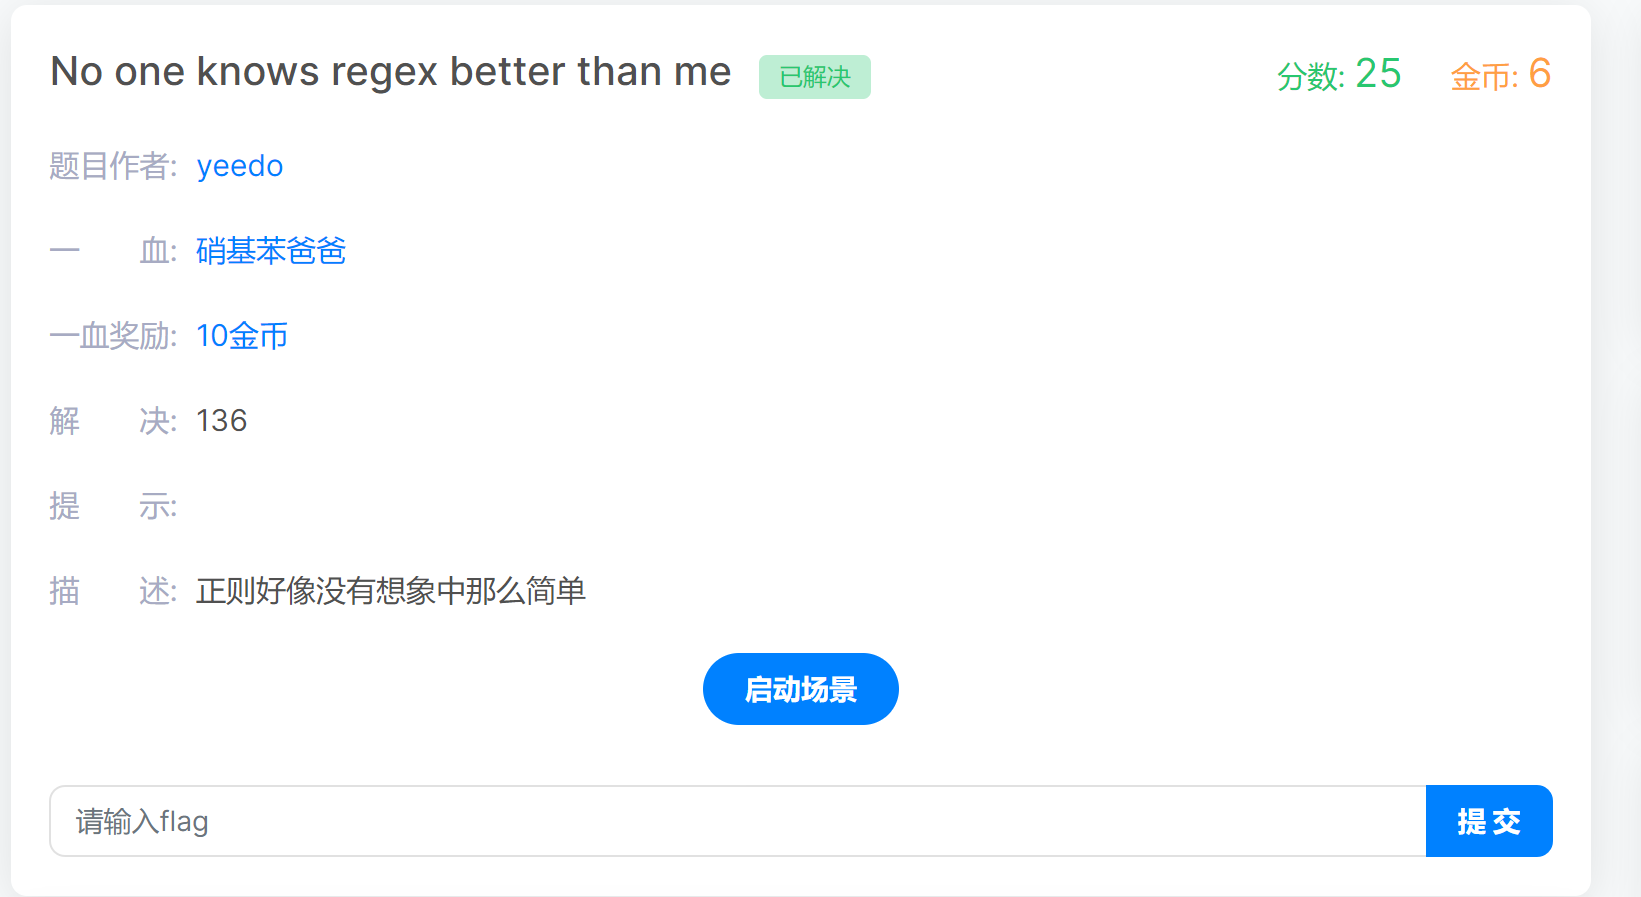 No one knows regex better than me 已解决 分数: 25 金币: 6
题目作者: yeedo
一 血: 硝基苯爸爸
一血奖励: 10金币
解 决: 136
提 示:
描 述: 正则好像没有想象中那么简单
启动场景
请输入flag 提 交